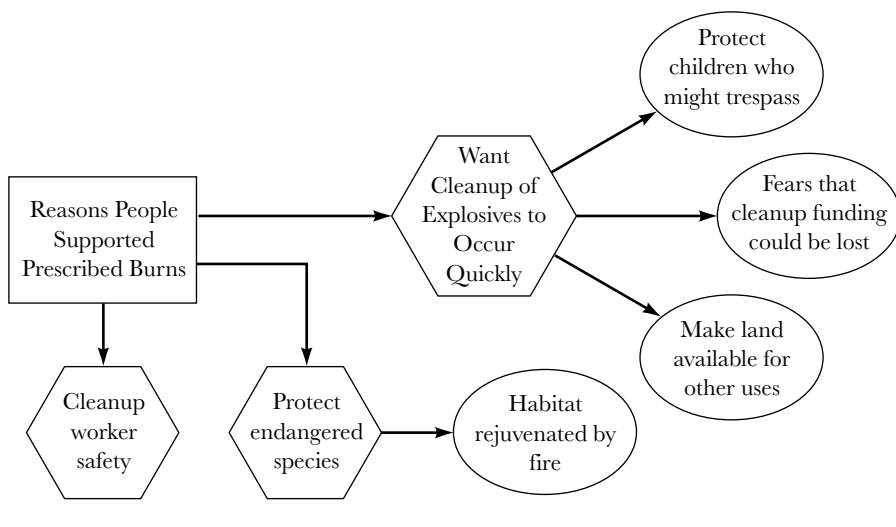 Protect
children who
might trespass
Want
Cleanup of
Explosives to
Occur
Quickly
Fears that
cleanup funding
could be lost
Reasons People
Supported
Prescribed Burns
Make land
available for
other uses
Cleanup
worker
safety
Protect
endangered
species
Habitat
rejuvenated by
fire